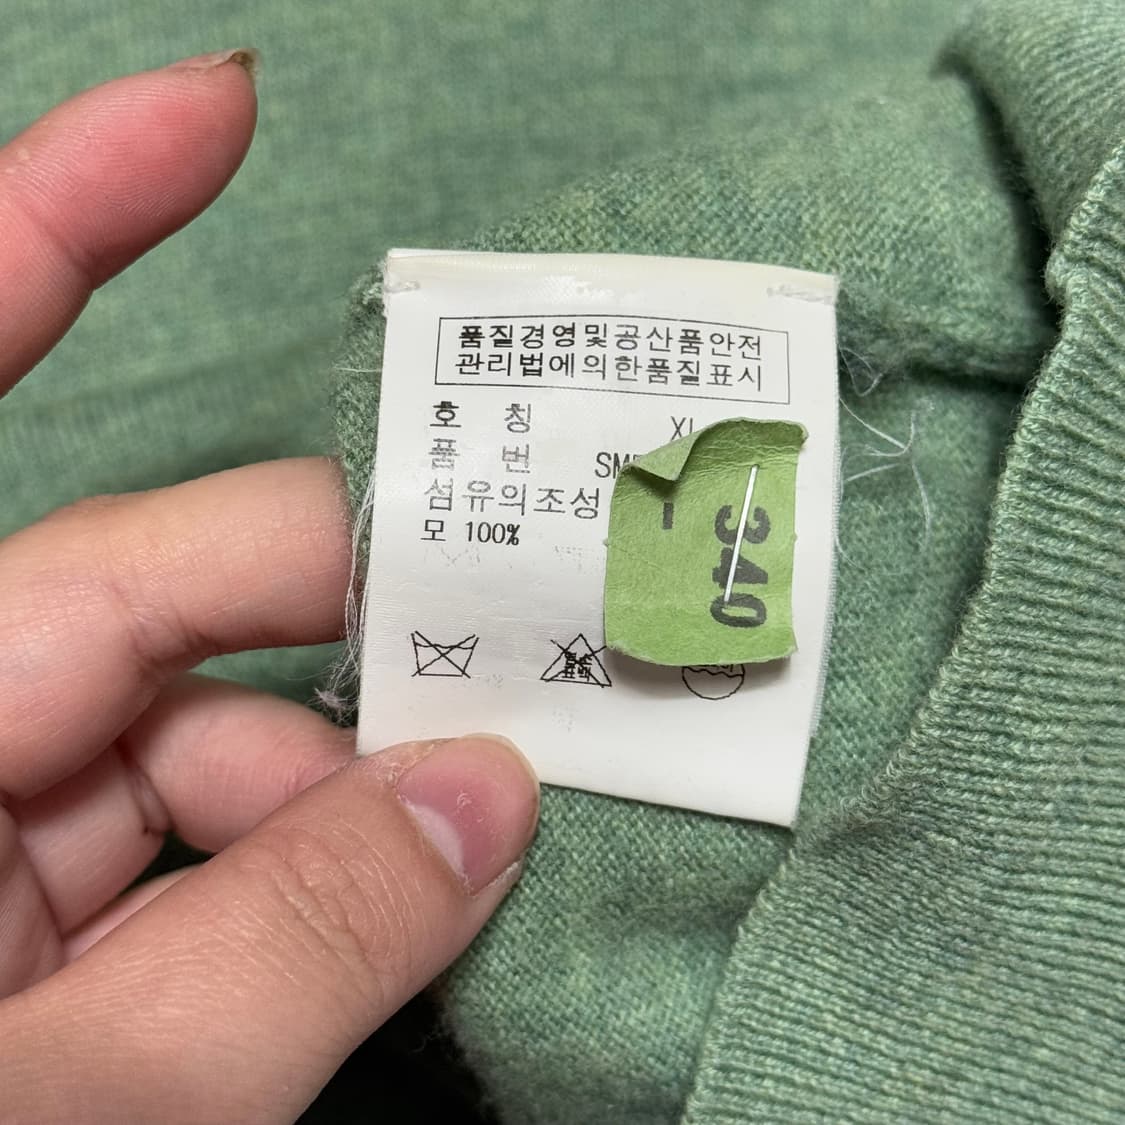 품질경영및공산품안전
관리법에의한품질표시
호 칭 XL
품 번
섬유의조성
모 100%
340